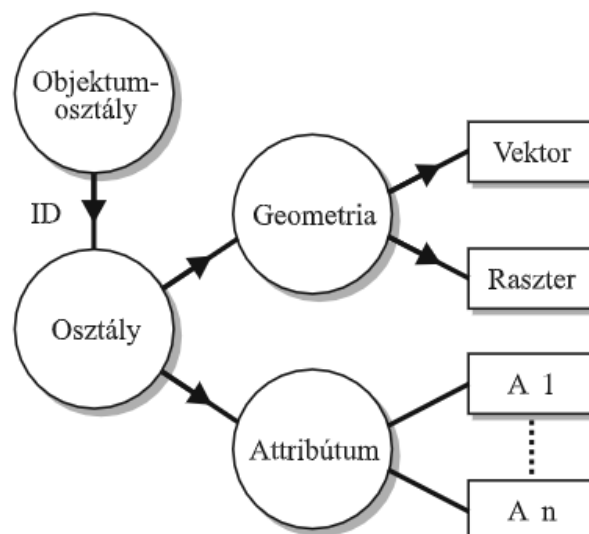 Objektum-
osztály
ID
Osztály
Geometria
Attribútum
Vektor
Raszter
A 1
A n